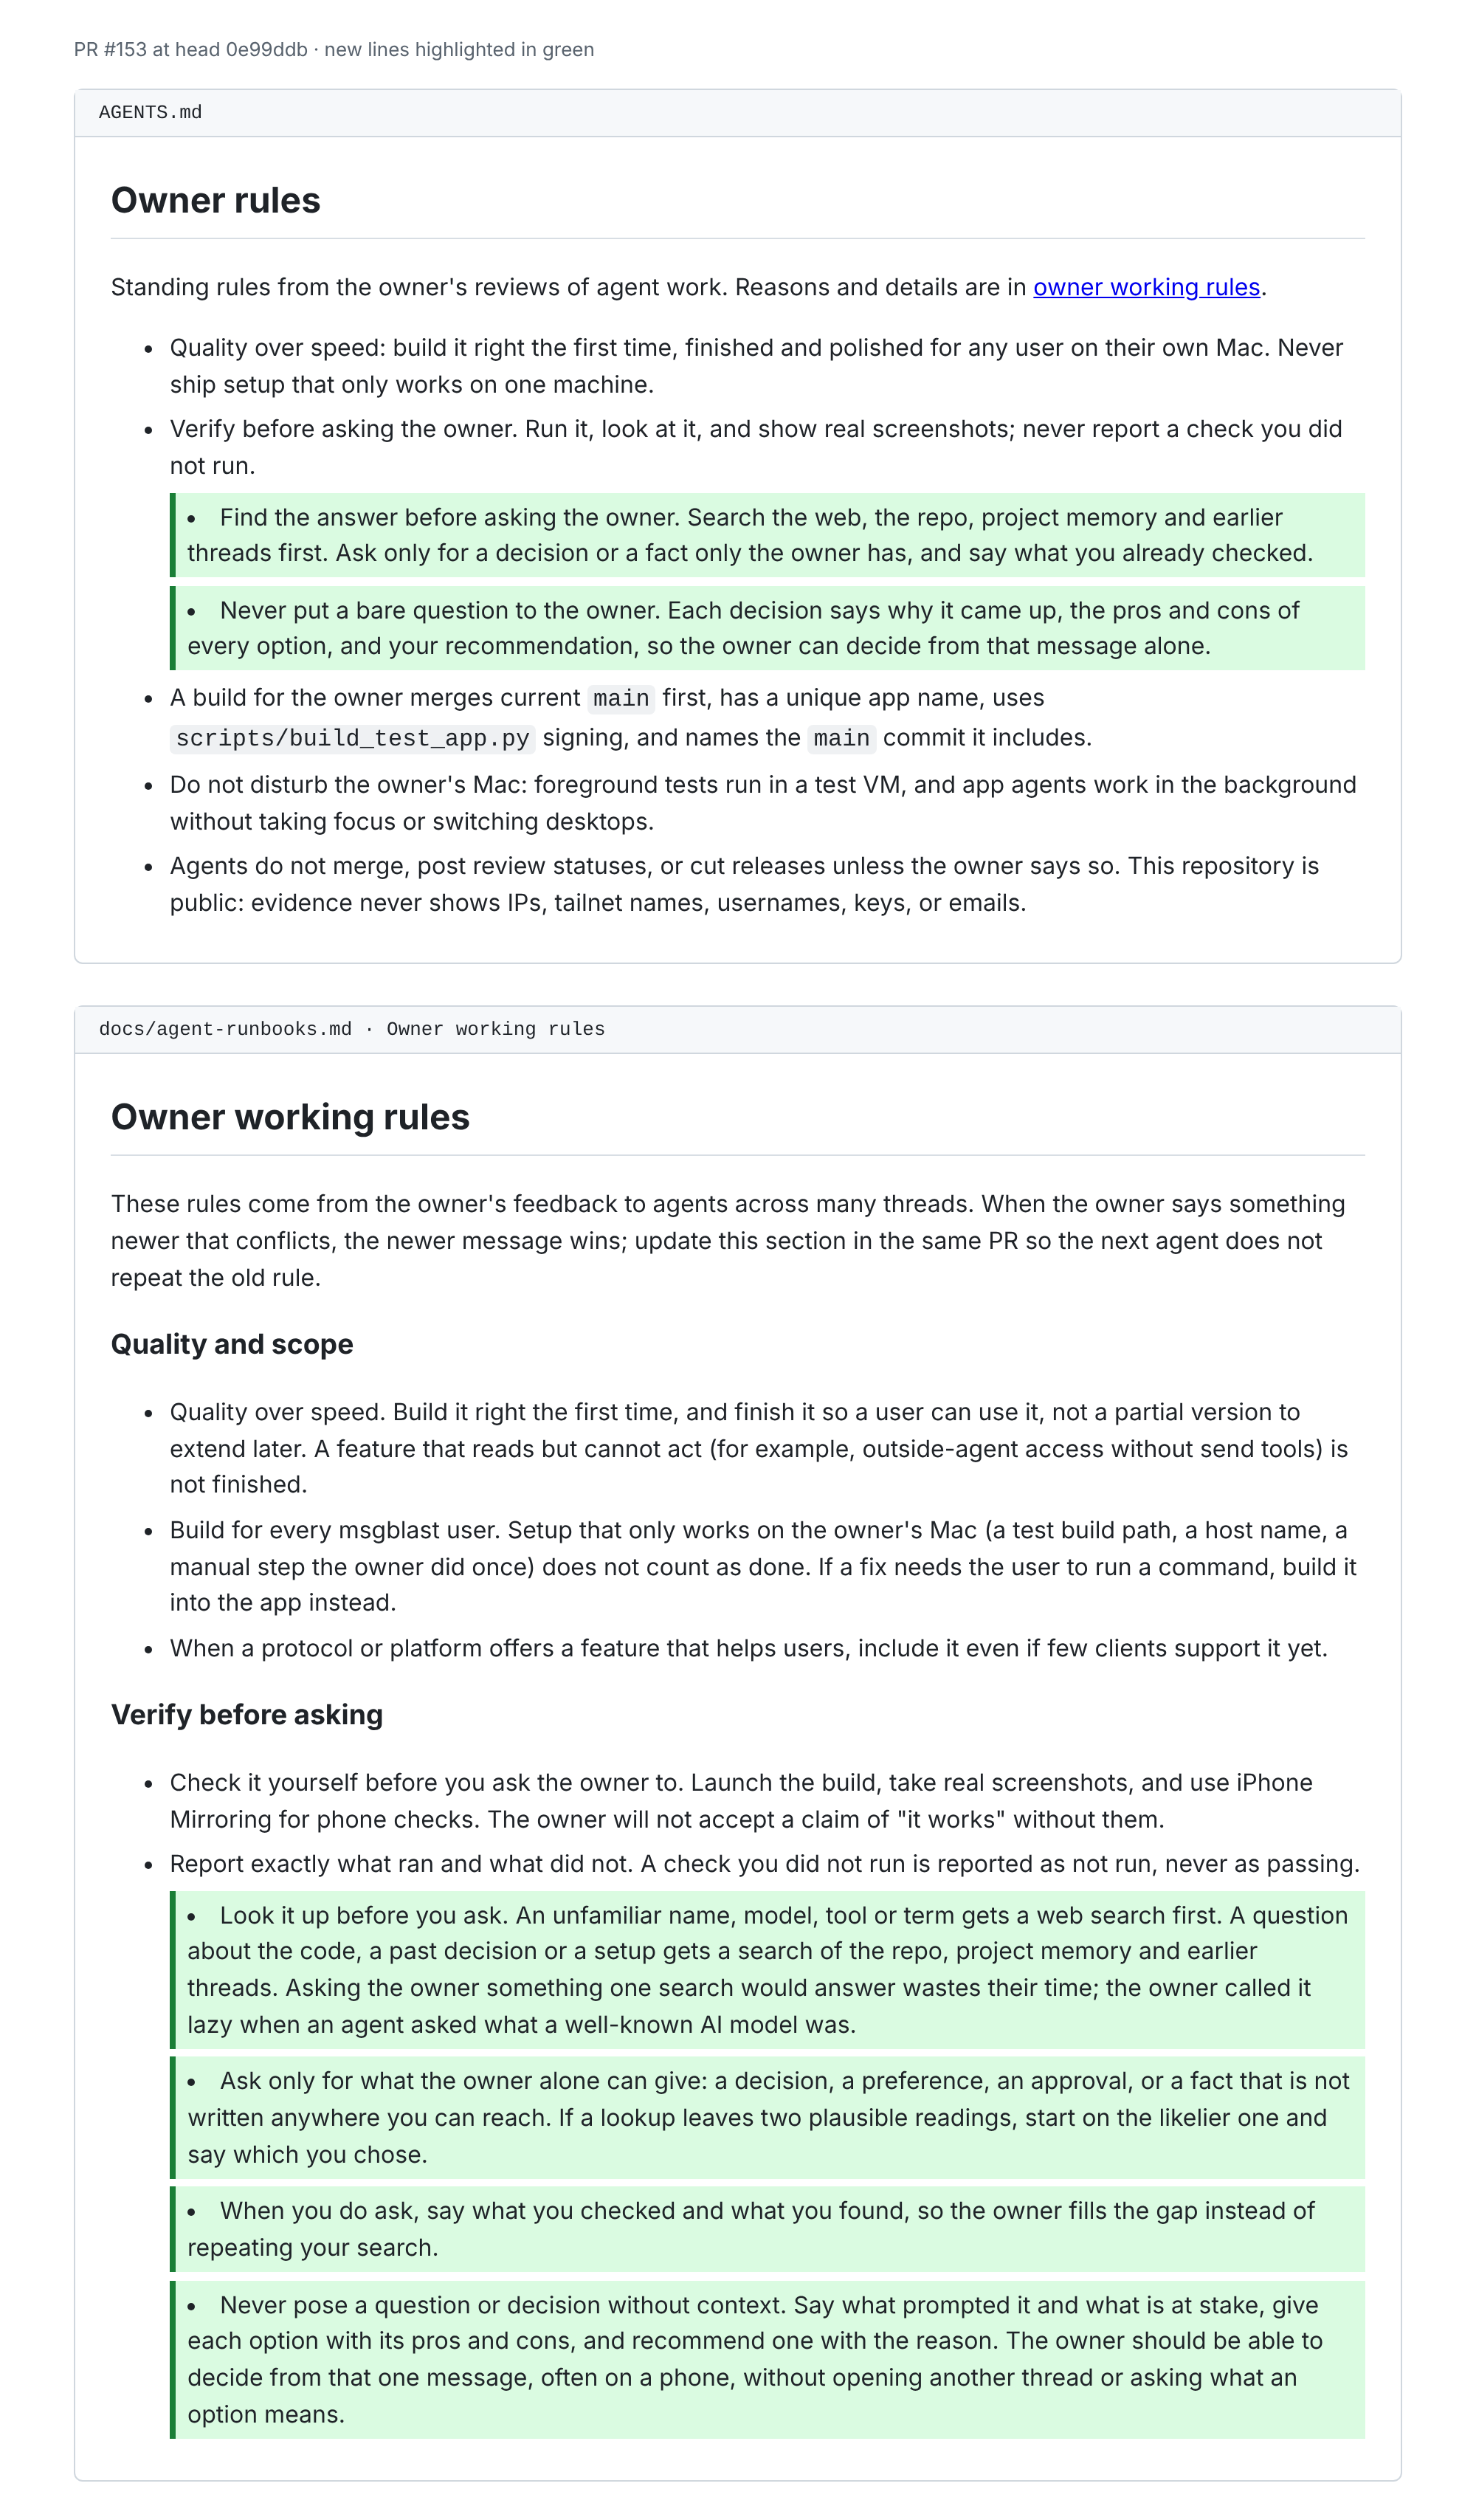 PR #153 at head 0e99ddb · new lines highlighted in green
AGENTS.md
Owner rules
Standing rules from the owner's reviews of agent work. Reasons and details are in owner working rules.
• Quality over speed: build it right the first time, finished and polished for any user on their own Mac. Never
ship setup that only works on one machine.
• Verify before asking the owner. Run it, look at it, and show real screenshots; never report a check you did
not run.
• Find the answer before asking the owner. Search the web, the repo, project memory and earlier
threads first. Ask only for a decision or a fact only the owner has, and say what you already checked.
• Never put a bare question to the owner. Each decision says why it came up, the pros and cons of
every option, and your recommendation, so the owner can decide from that message alone.
• A build for the owner merges current main first, has a unique app name, uses
scripts/build_test_app.py signing, and names the main commit it includes.
• Do not disturb the owner's Mac: foreground tests run in a test VM, and app agents work in the background
without taking focus or switching desktops.
• Agents do not merge, post review statuses, or cut releases unless the owner says so. This repository is
public: evidence never shows IPs, tailnet names, usernames, keys, or emails.
docs/agent-runbooks.md · Owner working rules
Owner working rules
These rules come from the owner's feedback to agents across many threads. When the owner says something
newer that conflicts, the newer message wins; update this section in the same PR so the next agent does not
repeat the old rule.
Quality and scope
• Quality over speed. Build it right the first time, and finish it so a user can use it, not a partial version to
extend later. A feature that reads but cannot act (for example, outside-agent access without send tools) is
not finished.
• Build for every msgblast user. Setup that only works on the owner's Mac (a test build path, a host name, a
manual step the owner did once) does not count as done. If a fix needs the user to run a command, build it
into the app instead.
• When a protocol or platform offers a feature that helps users, include it even if few clients support it yet.
Verify before asking
• Check it yourself before you ask the owner to. Launch the build, take real screenshots, and use iPhone
Mirroring for phone checks. The owner will not accept a claim of "it works" without them.
• Report exactly what ran and what did not. A check you did not run is reported as not run, never as passing.
• Look it up before you ask. An unfamiliar name, model, tool or term gets a web search first. A question
about the code, a past decision or a setup gets a search of the repo, project memory and earlier
threads. Asking the owner something one search would answer wastes their time; the owner called it
lazy when an agent asked what a well-known AI model was.
• Ask only for what the owner alone can give: a decision, a preference, an approval, or a fact that is not
written anywhere you can reach. If a lookup leaves two plausible readings, start on the likelier one and
say which you chose.
• When you do ask, say what you checked and what you found, so the owner fills the gap instead of
repeating your search.
• Never pose a question or decision without context. Say what prompted it and what is at stake, give
each option with its pros and cons, and recommend one with the reason. The owner should be able to
decide from that one message, often on a phone, without opening another thread or asking what an
option means.